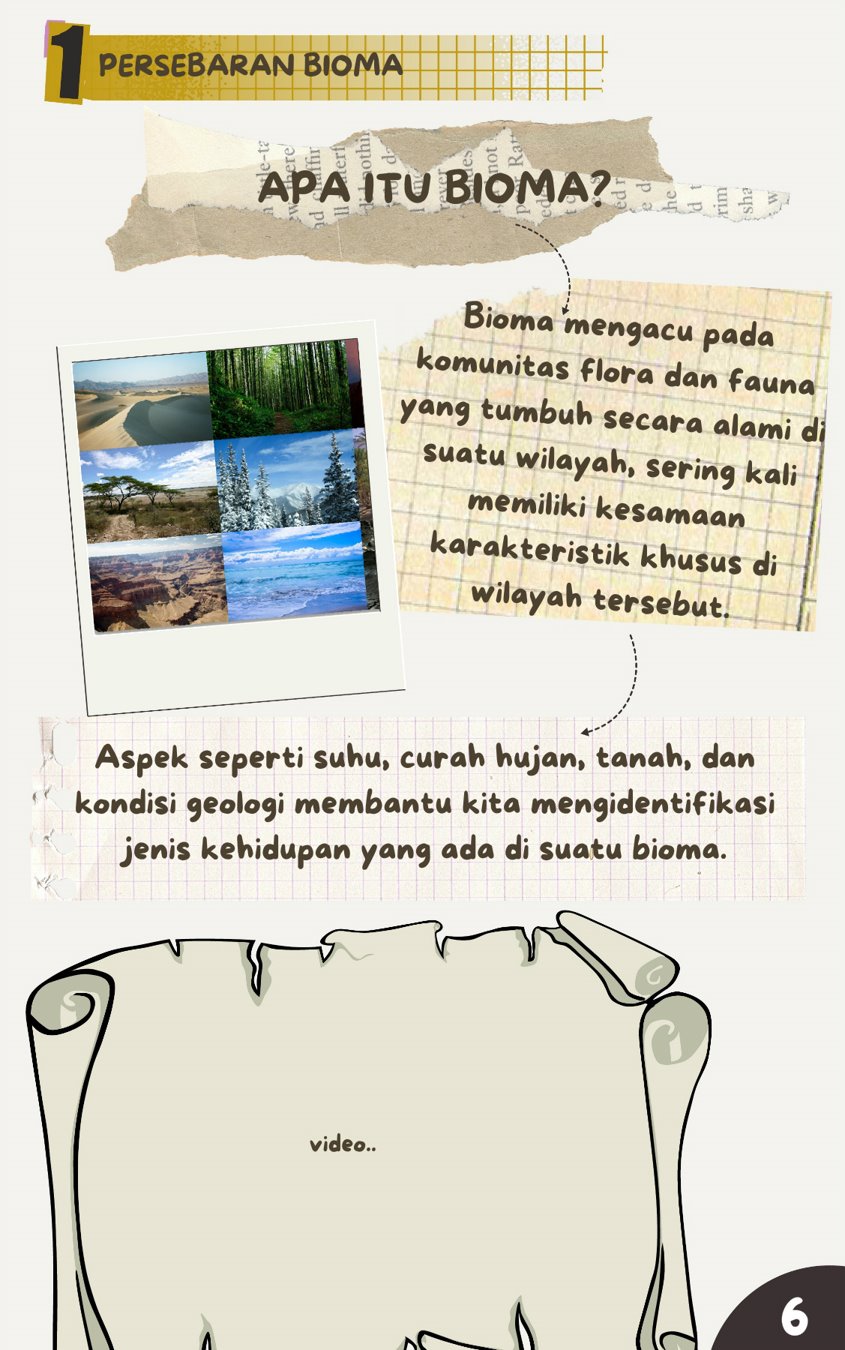 1 PERSEBARAN BIOMA
APA ITU BIOMA?
Bioma mengacu pada
komunitas flora dan fauna
yang tumbuh secara alami di
suatu wilayah, sering kali
memiliki kesamaan
karakteristik khusus di
wilayah tersebut.
Aspek seperti suhu, curah hujan, tanah, dan
kondisi geologi membantu kita mengidentifikasi
jenis kehidupan yang ada di suatu bioma.
video..
6